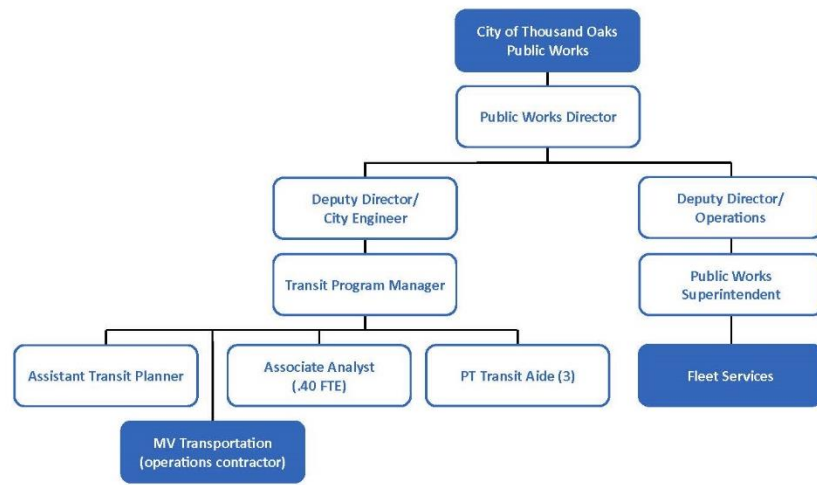 City of Thousand Oaks
Public Works
Public Works Director
Deputy Director/
City Engineer
Deputy Director/
Operations
Transit Program Manager
Public Works
Superintendent
Assistant Transit Planner
Associate Analyst
(.40 FTE)
PT Transit Aide (3)
Fleet Services
MV Transportation
(operations contractor)